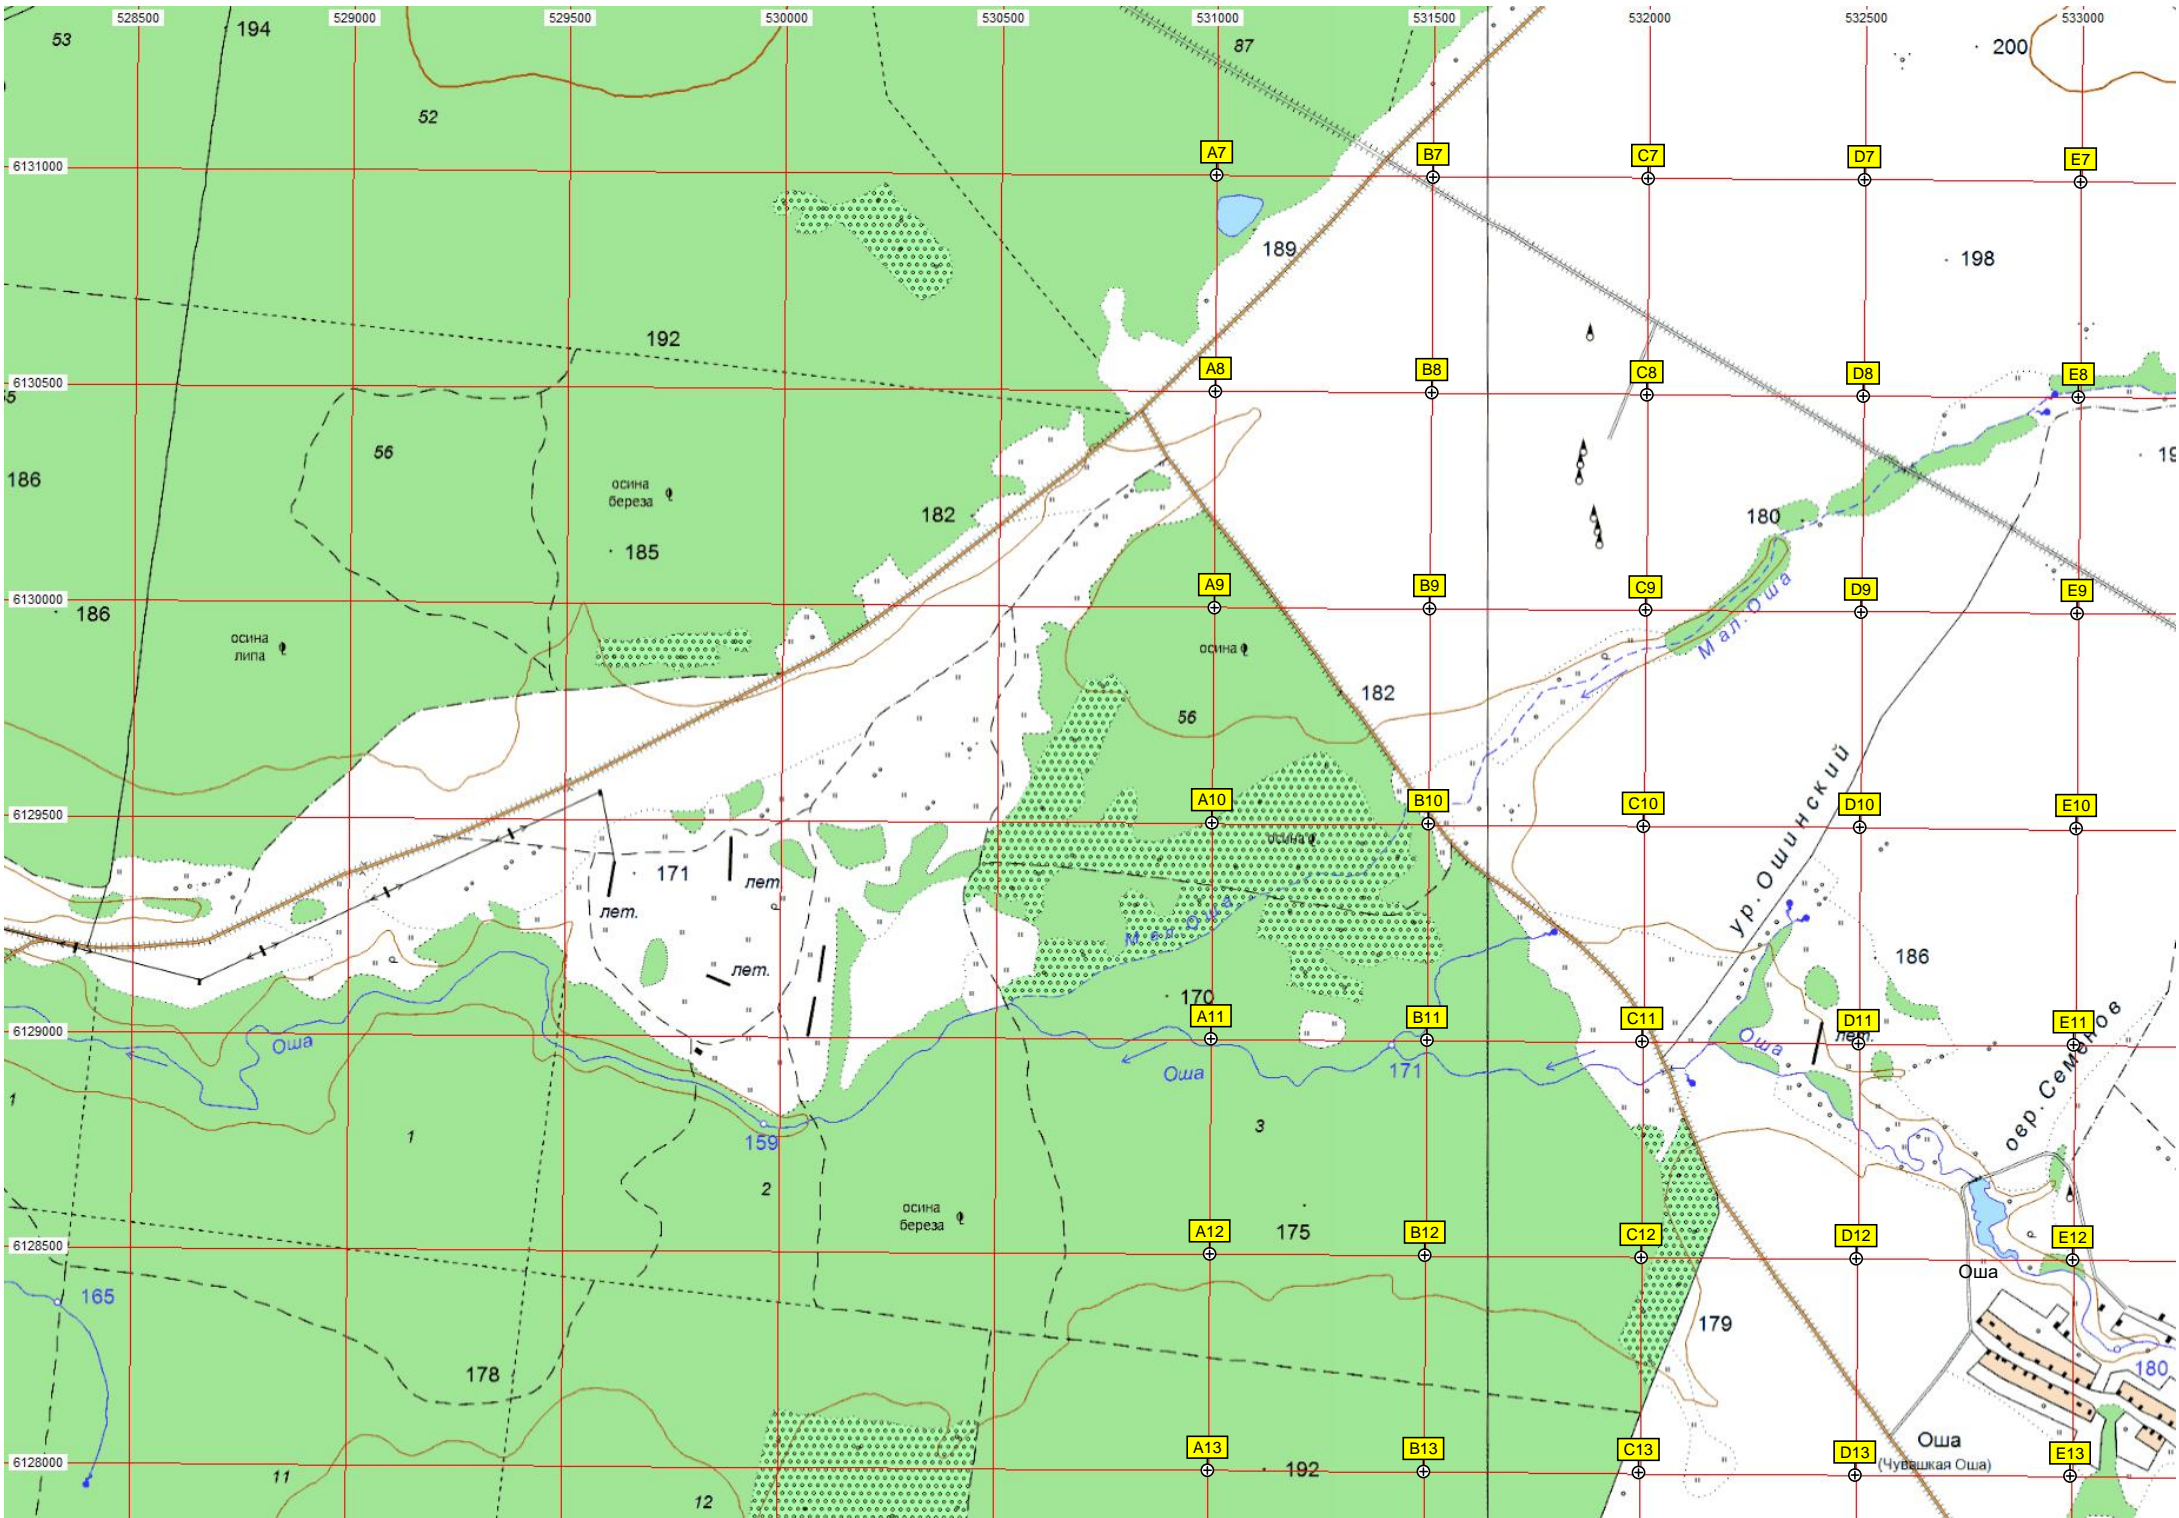 528500 529000 529500 530000 530500 531000 531500 532000 532500 533000
53 194 87 200
52
A7 B7 C7 D7 E7
6131000
189 198
192
A8 B8 C8 D8 E8
6130500
56
186
осина
береза
182
180
185
A9 B9 C9 D9 E9
6130000
186
осина
липа
осина
Мал. Оша
182
56
ур. Ошинский
A10 B10 C10 D10 E10
6129500
осина
171
лет.
лет.
Мал. Оша
186
лет.
170
A11 B11 C11 D11 E11
6129000
Оша
Оша
лет.
Оша
171
овр. Семенов
1
1
3
159
2
осина
береза
175
A12 B12 C12 D12 E12
6128500
Оша
165
179
178
180
A13 B13 C13 D13 E13
Оша
(Чувашкая Оша)
6128000
192
11
12